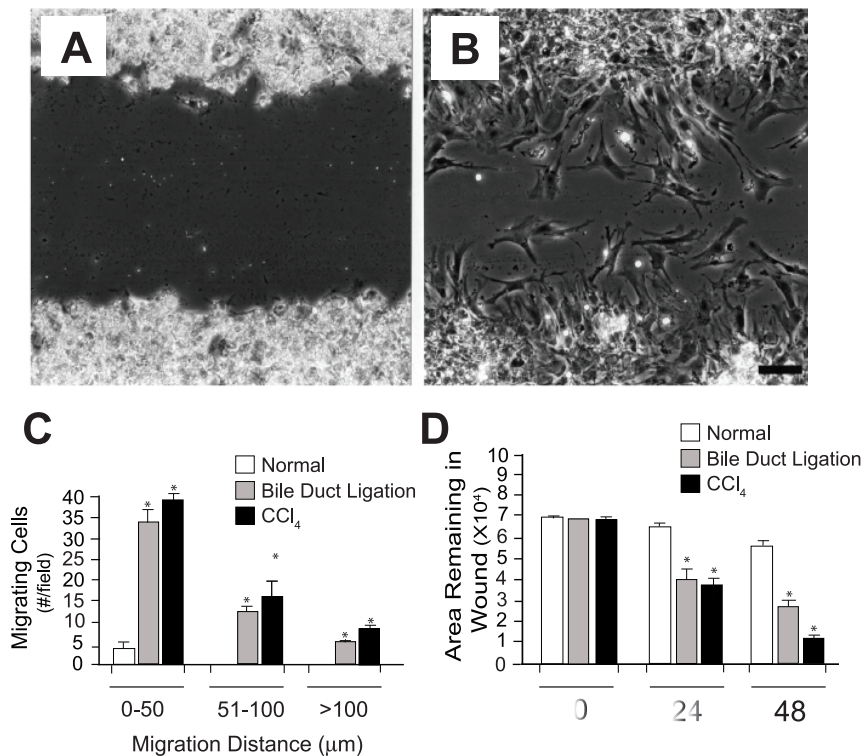 A
B
C
Normal
Bile Duct Ligation
CCl₄
Migrating Cells
(#/field)
40
35
30
25
20
15
10
5
0
*
*
*
*
*
*
0-50
51-100
>100
Migration Distance (μm)
D
Normal
Bile Duct Ligation
CCl₄
Area Remaining in
Wound (X10⁴)
10
9
8
7
6
5
4
3
2
1
0
*
*
*
*
0
24
48